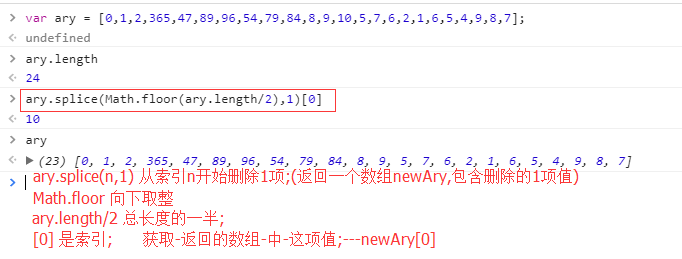 > var ary = [0,1,2,365,47,89,96,54,79,84,8,9,10,5,7,6,2,1,6,5,4,9,8,7];
< undefined
> ary.length
< 24
> ary.splice(Math.floor(ary.length/2),1)[0]
< 10
> ary
< ▶ (23) [0, 1, 2, 365, 47, 89, 96, 54, 79, 84, 8, 9, 5, 7, 6, 2, 1, 6, 5, 4, 9, 8, 7]
> ary.splice(n,1) 从索引n开始删除1项;(返回一个数组newAry,包含删除的1项值)
Math.floor 向下取整
ary.length/2 总长度的一半;
[0] 是索引; 获取-返回的数组-中-这项值;---newAry[0]